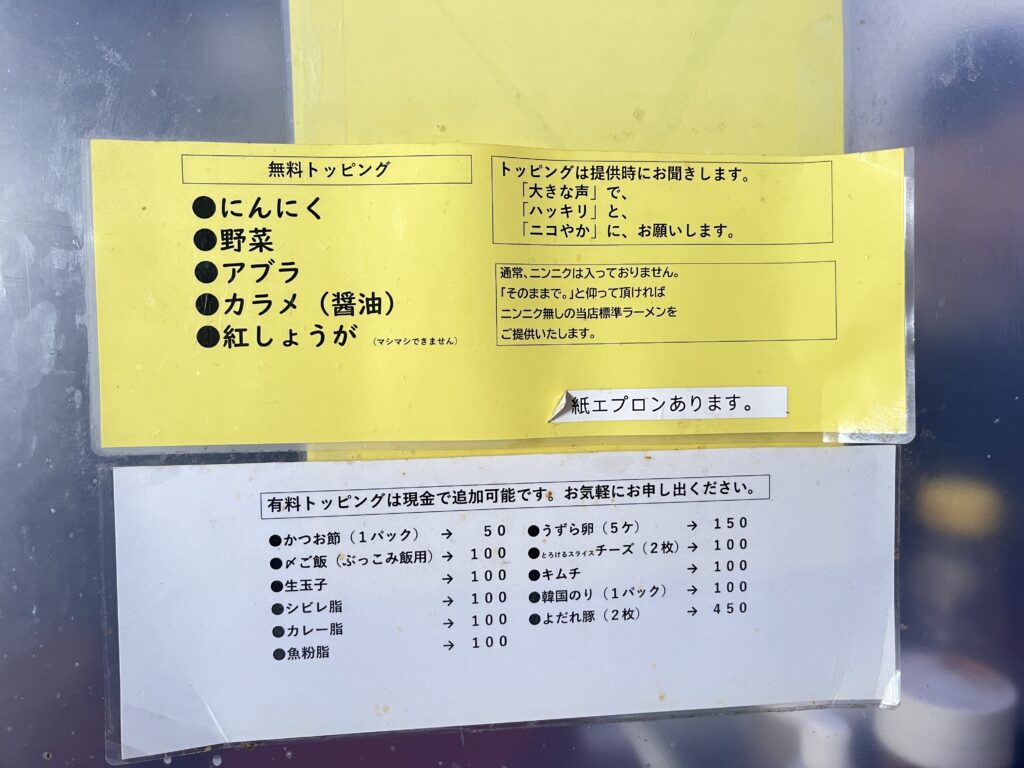 無料トッピング
●にんにく
●野菜
●アブラ
●カラメ（醤油）
●紅しょうが （マシマシできません）
トッピングは提供時にお聞きします。
「大きな声」で、
「ハッキリ」と、
「ニコやか」に、お願いします。
通常、ニンニクは入っておりません。
「そのままで。」と仰って頂ければ
ニンニク無しの当店標準ラーメンを
ご提供いたします。
紙エプロンあります。
有料トッピングは現金で追加可能です。お気軽にお申し出ください。
●かつお節（１パック） → ５０
●〆ご飯（ぶっこみ飯用） → １００
●生玉子 → １００
●シビレ脂 → １００
●カレー脂 → １００
●魚粉脂 → １００
●うずら卵（５ケ） → １５０
●とろけるスライスチーズ（２枚） → １００
●キムチ → １００
●韓国のり（１パック） → １００
●よだれ豚（２枚） → ４５０